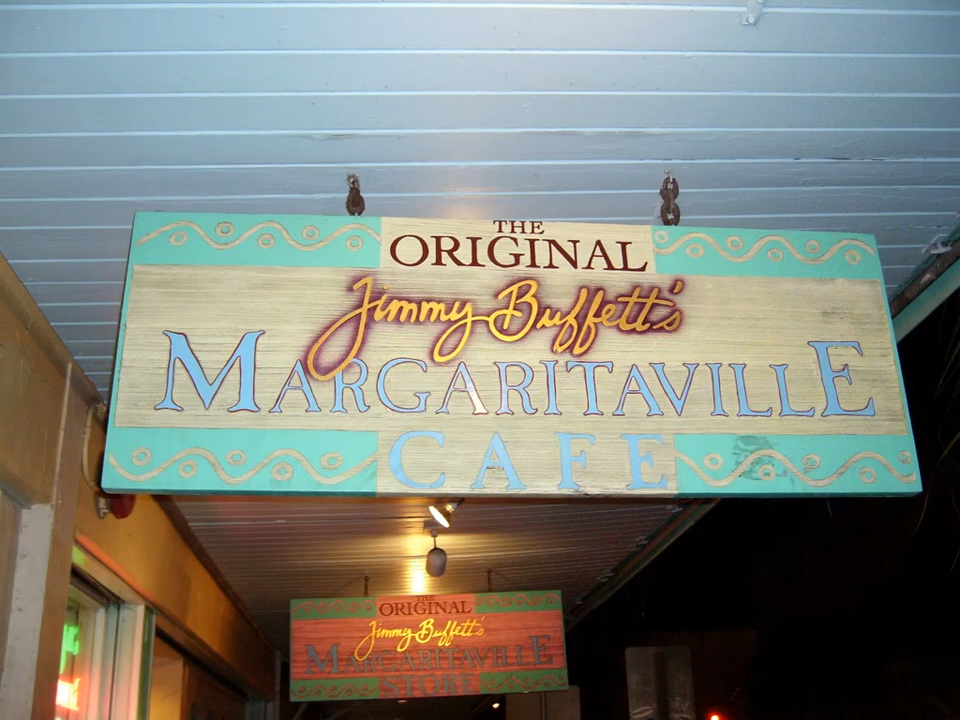 THE
ORIGINAL
Jimmy Buffett's
MARGARITAVILLE
CAFE
THE
ORIGINAL
Jimmy Buffett's
MARGARITAVILLE
STORE